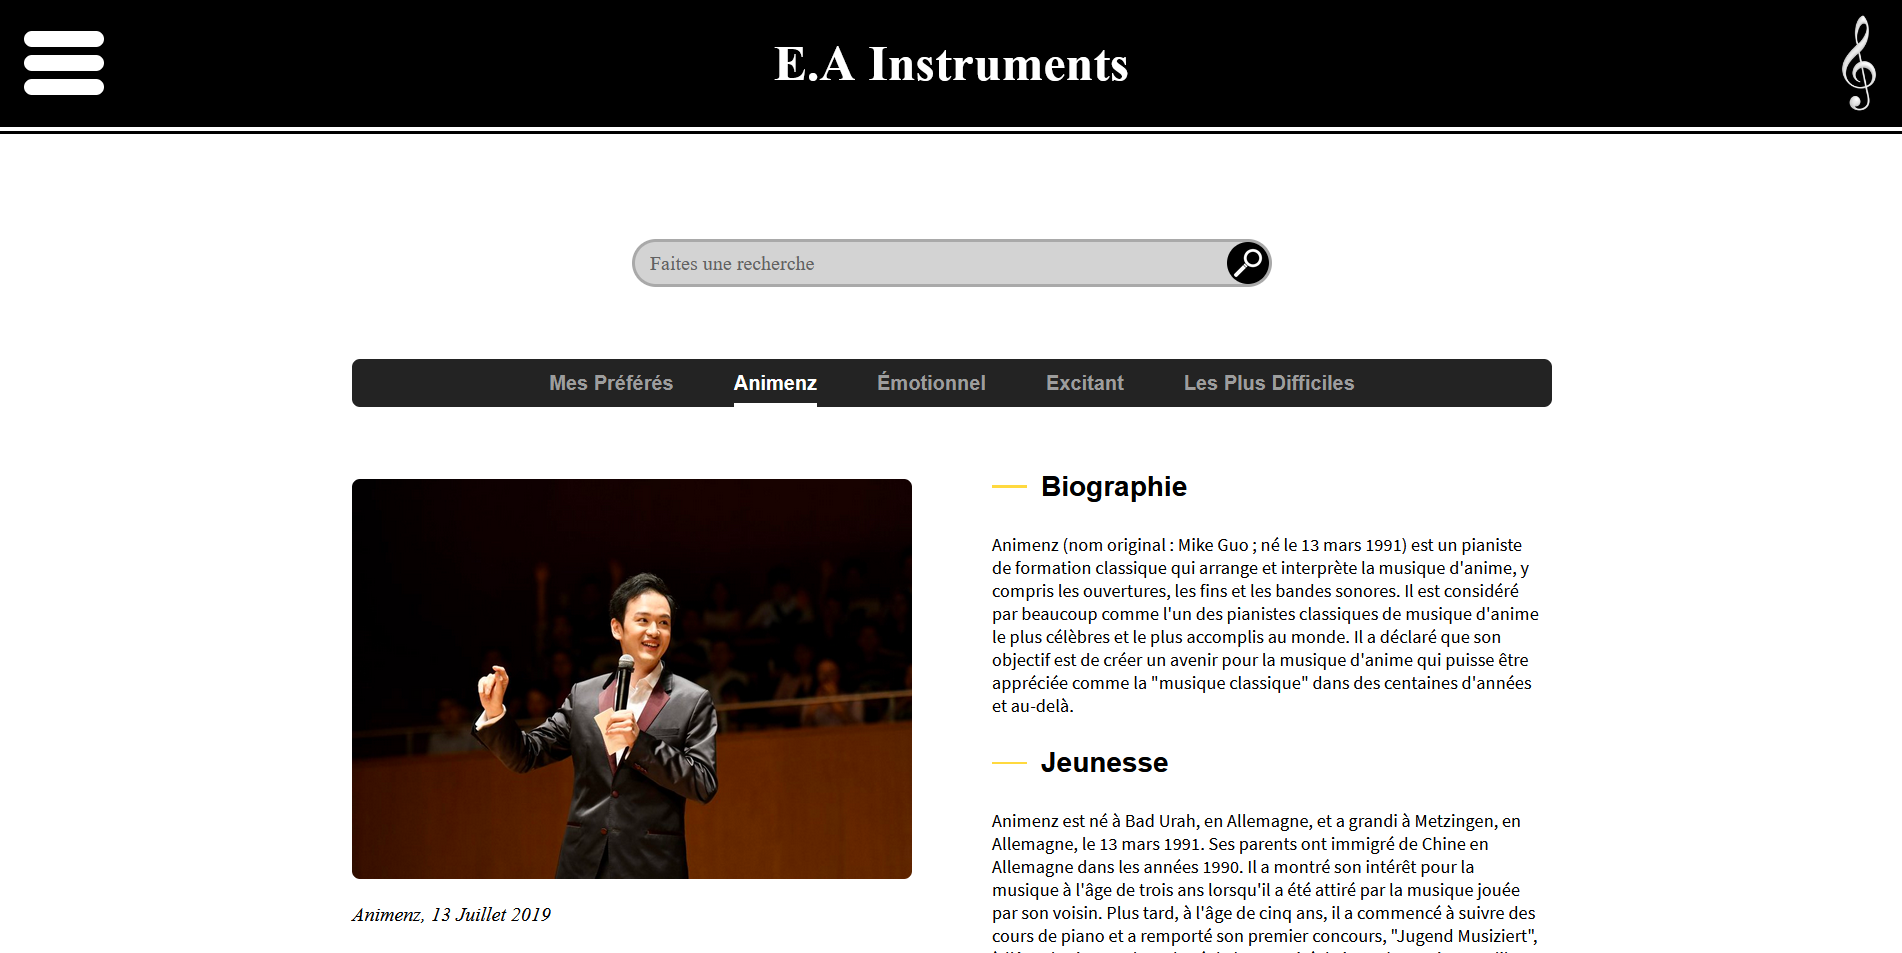 E.A Instruments
Faites une recherche
Mes Préférés Animenz Émotionnel Excitant Les Plus Difficiles
Animenz, 13 Juillet 2019
Biographie
Animenz (nom original : Mike Guo ; né le 13 mars 1991) est un pianiste
de formation classique qui arrange et interprète la musique d'anime, y
compris les ouvertures, les fins et les bandes sonores. Il est considéré
par beaucoup comme l'un des pianistes classiques de musique d'anime
le plus célèbres et le plus accomplis au monde. Il a déclaré que son
objectif est de créer un avenir pour la musique d'anime qui puisse être
appréciée comme la "musique classique" dans des centaines d'années
et au-delà.
Jeunesse
Animenz est né à Bad Urah, en Allemagne, et a grandi à Metzingen, en
Allemagne, le 13 mars 1991. Ses parents ont immigré de Chine en
Allemagne dans les années 1990. Il a montré son intérêt pour la
musique à l'âge de trois ans lorsqu'il a été attiré par la musique jouée
par son voisin. Plus tard, à l'âge de cinq ans, il a commencé à suivre des
cours de piano et a remporté son premier concours, "Jugend Musiziert",